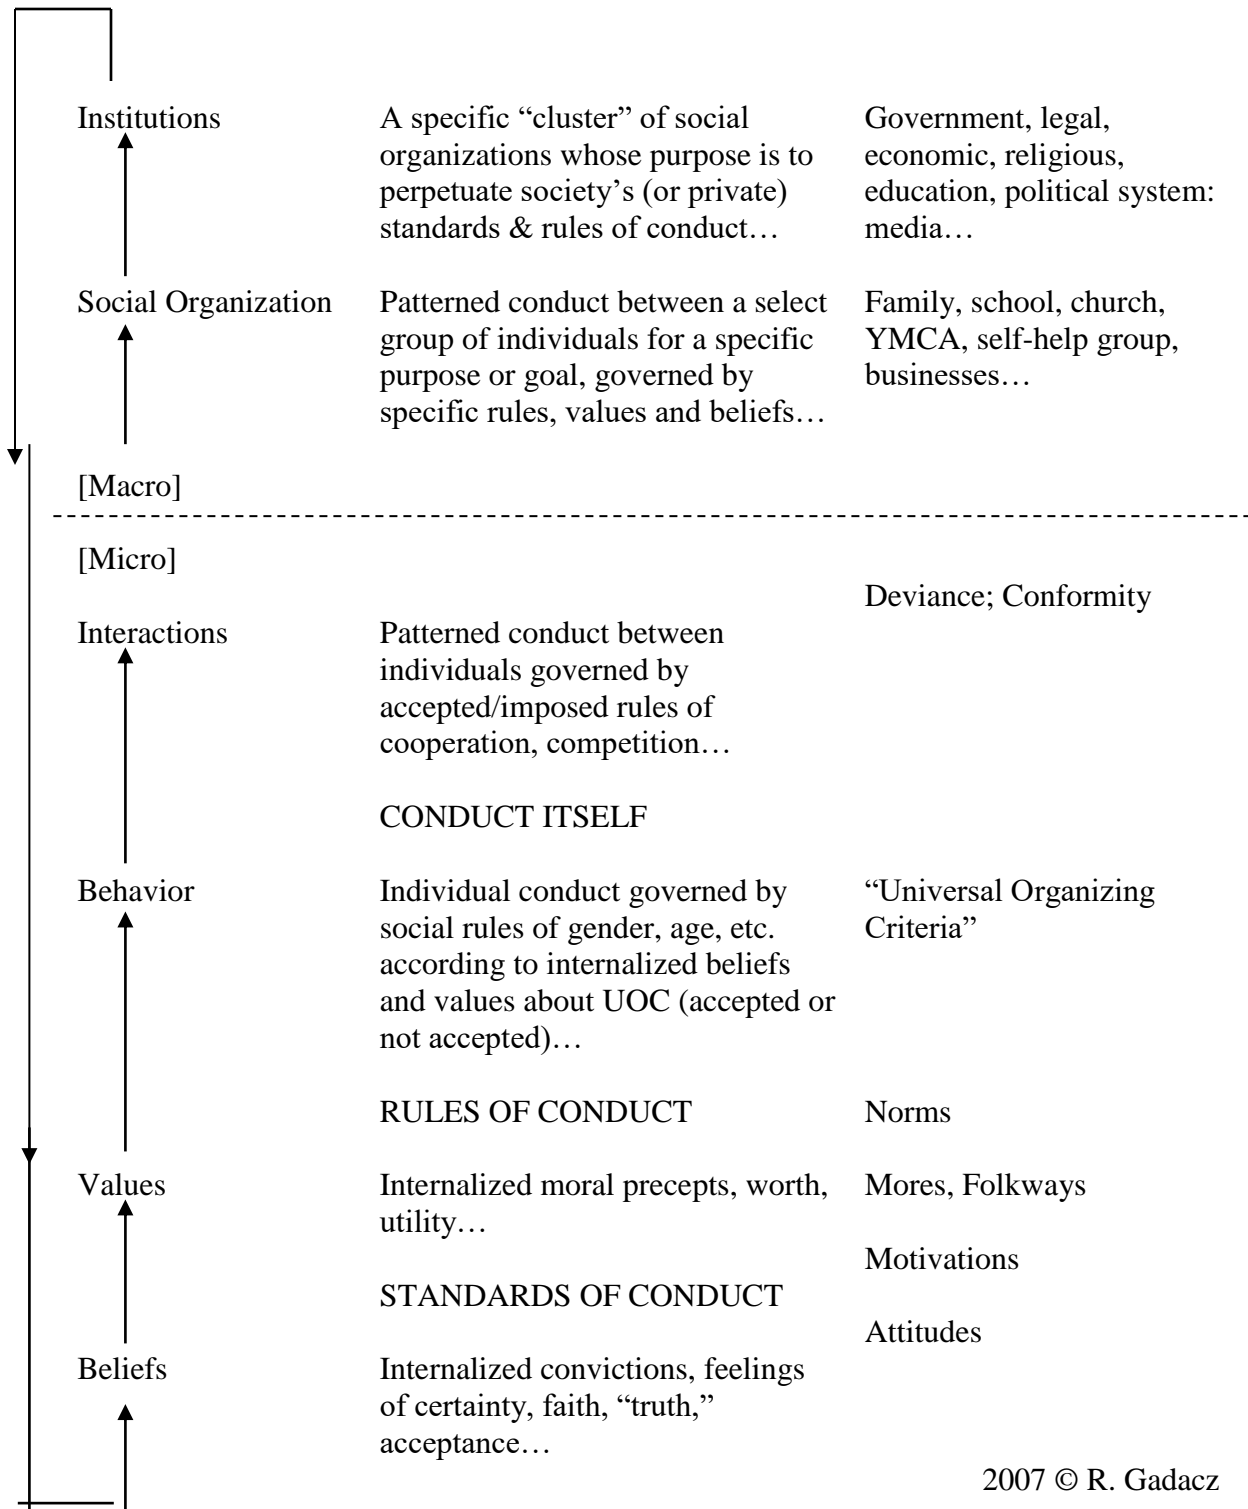 Institutions A specific “cluster” of social Government, legal,
organizations whose purpose is to economic, religious,
perpetuate society’s (or private) education, political system:
standards & rules of conduct… media…
Social Organization Patterned conduct between a select Family, school, church,
group of individuals for a specific YMCA, self-help group,
purpose or goal, governed by businesses…
specific rules, values and beliefs…
[Macro]
[Micro]
Deviance; Conformity
Interactions Patterned conduct between
individuals governed by
accepted/imposed rules of
cooperation, competition…
CONDUCT ITSELF
Behavior Individual conduct governed by “Universal Organizing
social rules of gender, age, etc. Criteria”
according to internalized beliefs
and values about UOC (accepted or
not accepted)…
RULES OF CONDUCT Norms
Values Internalized moral precepts, worth, Mores, Folkways
utility…
Motivations
STANDARDS OF CONDUCT
Attitudes
Beliefs Internalized convictions, feelings
of certainty, faith, “truth,”
acceptance…
2007 © R. Gadacz